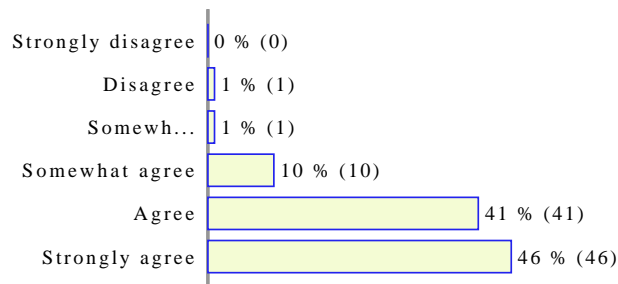 Strongly disagree 0 % (0)
Disagree 1 % (1)
Somewh... 1 % (1)
Somewhat agree 10 % (10)
Agree 41 % (41)
Strongly agree 46 % (46)